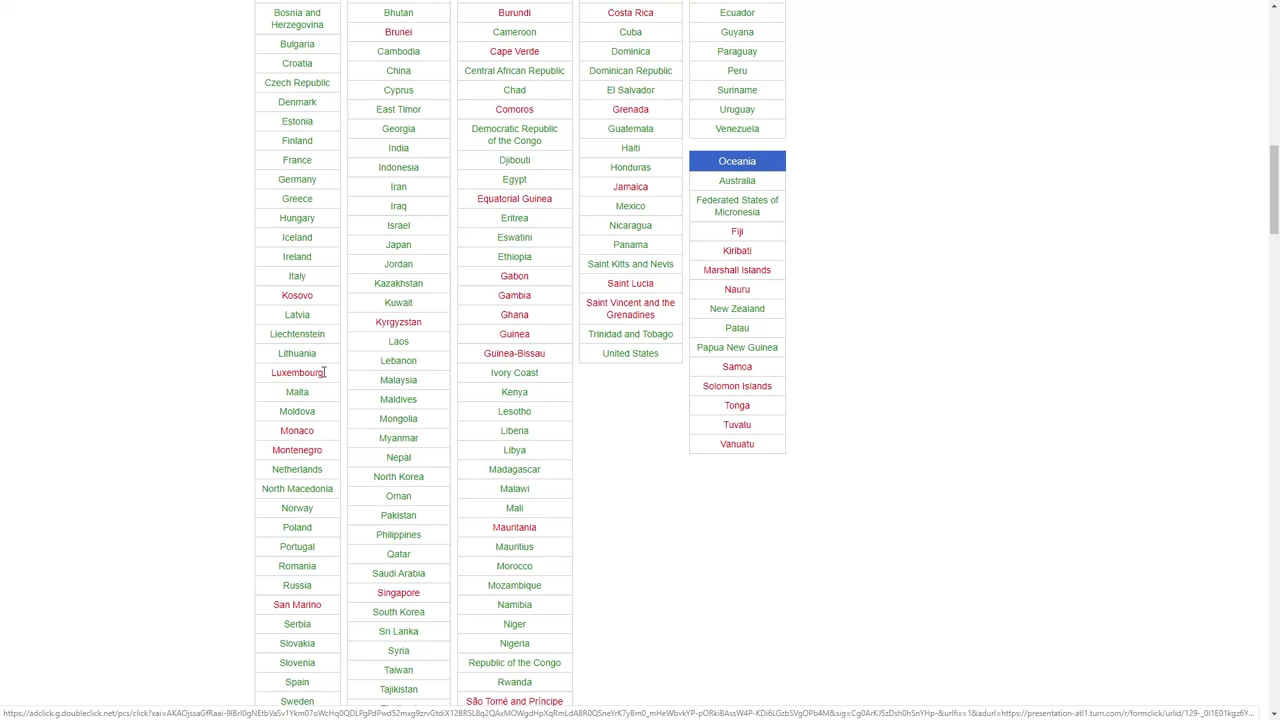 Bosnia and
Herzegovina
Bulgaria
Croatia
Czech Republic
Denmark
Estonia
Finland
France
Germany
Greece
Hungary
Iceland
Ireland
Italy
Kosovo
Latvia
Liechtenstein
Lithuania
Luxembourg
Malta
Moldova
Monaco
Montenegro
Netherlands
North Macedonia
Norway
Poland
Portugal
Romania
Russia
San Marino
Serbia
Slovakia
Slovenia
Spain
Sweden
Bhutan
Brunei
Cambodia
China
Cyprus
East Timor
Georgia
India
Indonesia
Iran
Iraq
Israel
Japan
Jordan
Kazakhstan
Kuwait
Kyrgyzstan
Laos
Lebanon
Malaysia
Maldives
Mongolia
Myanmar
Nepal
North Korea
Oman
Pakistan
Philippines
Qatar
Saudi Arabia
Singapore
South Korea
Sri Lanka
Syria
Taiwan
Tajikistan
Burundi
Cameroon
Cape Verde
Central African Republic
Chad
Comoros
Democratic Republic
of the Congo
Djibouti
Egypt
Equatorial Guinea
Eritrea
Eswatini
Ethiopia
Gabon
Gambia
Ghana
Guinea
Guinea-Bissau
Ivory Coast
Kenya
Lesotho
Liberia
Libya
Madagascar
Malawi
Mali
Mauritania
Mauritius
Morocco
Mozambique
Namibia
Niger
Nigeria
Republic of the Congo
Rwanda
São Tomé and Príncipe
Costa Rica
Cuba
Dominica
Dominican Republic
El Salvador
Grenada
Guatemala
Haiti
Honduras
Jamaica
Mexico
Nicaragua
Panama
Saint Kitts and Nevis
Saint Lucia
Saint Vincent and the
Grenadines
Trinidad and Tobago
United States
Ecuador
Guyana
Paraguay
Peru
Suriname
Uruguay
Venezuela
Oceania
Australia
Federated States of
Micronesia
Fiji
Kiribati
Marshall Islands
Nauru
New Zealand
Palau
Papua New Guinea
Samoa
Solomon Islands
Tonga
Tuvalu
Vanuatu